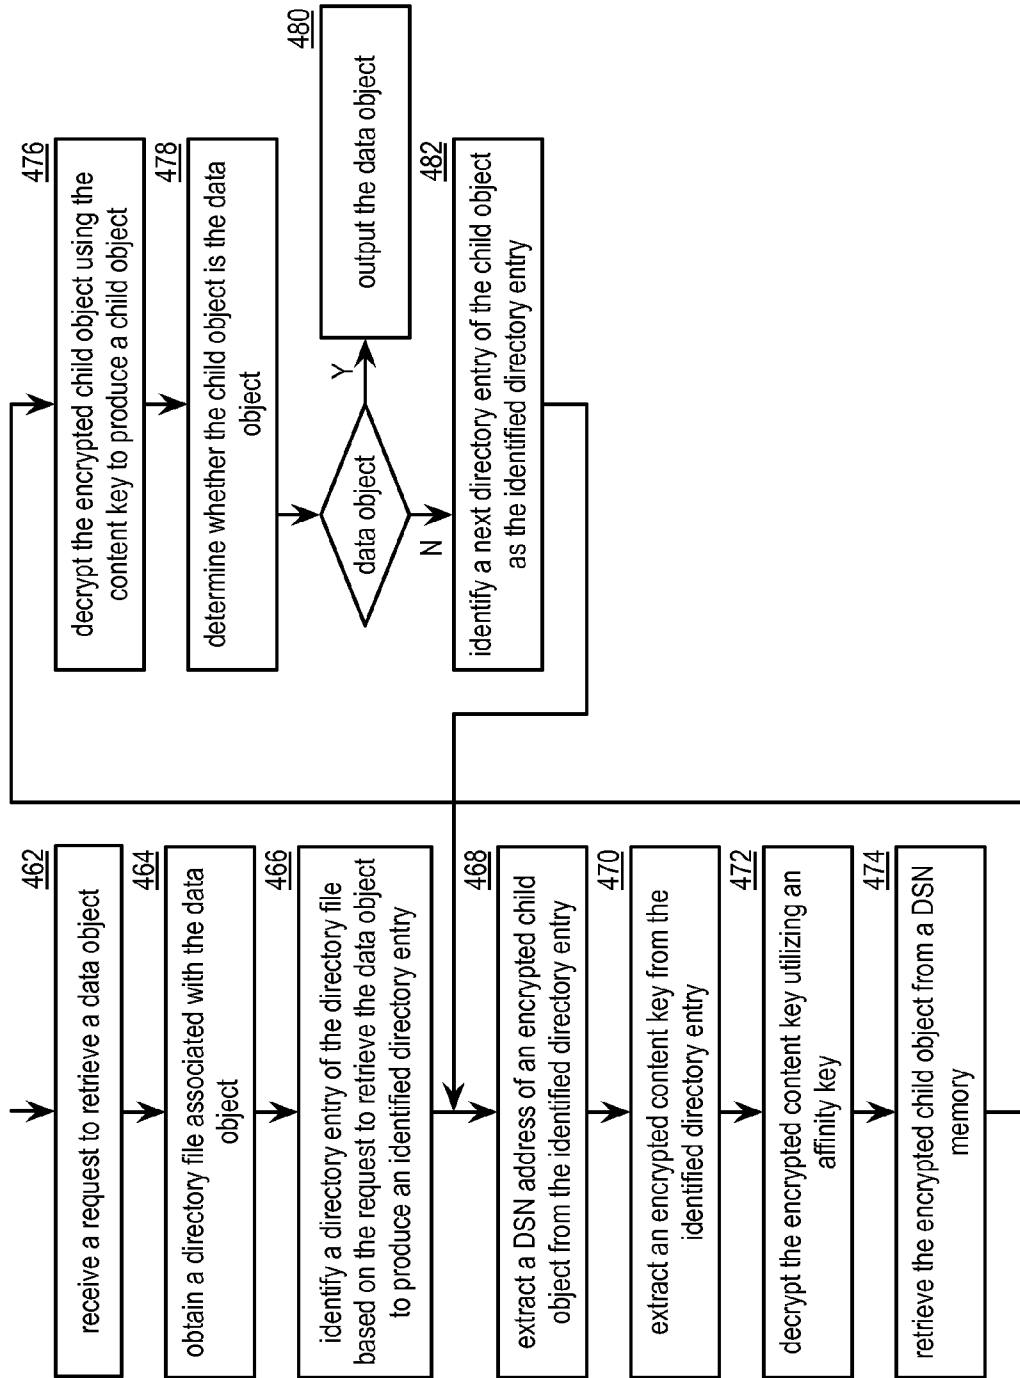 462
receive a request to retrieve a data object
464
obtain a directory file associated with the data
object
466
identify a directory entry of the directory file
based on the request to retrieve the data object
to produce an identified directory entry
468
extract a DSN address of an encrypted child
object from the identified directory entry
470
extract an encrypted content key from the
identified directory entry
472
decrypt the encrypted content key utilizing an
affinity key
474
retrieve the encrypted child object from a DSN
memory
476
decrypt the encrypted child object using the
content key to produce a child object
478
determine whether the child object is the data
object
data object
Y
N
480
output the data object
482
identify a next directory entry of the child object
as the identified directory entry